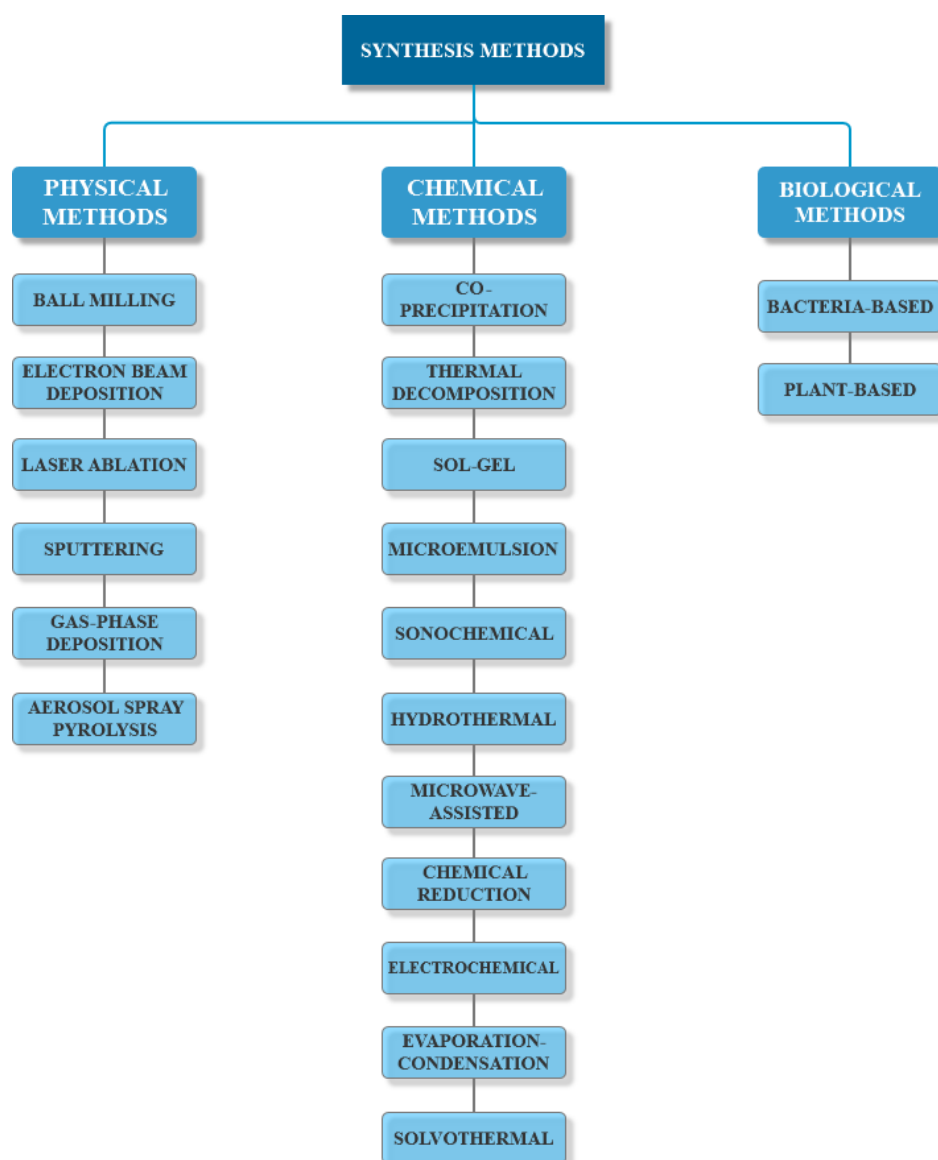 SYNTHESIS METHODS
PHYSICAL
METHODS
BALL MILLING
ELECTRON BEAM
DEPOSITION
LASER ABLATION
SPUTTERING
GAS-PHASE
DEPOSITION
AEROSOL SPRAY
PYROLYSIS
CHEMICAL
METHODS
CO-
PRECIPITATION
THERMAL
DECOMPOSITION
SOL-GEL
MICROEMULSION
SONOCHEMICAL
HYDROTHERMAL
MICROWAVE-
ASSISTED
CHEMICAL
REDUCTION
ELECTROCHEMICAL
EVAPORATION-
CONDENSATION
SOLVOTHERMAL
BIOLOGICAL
METHODS
BACTERIA-BASED
PLANT-BASED